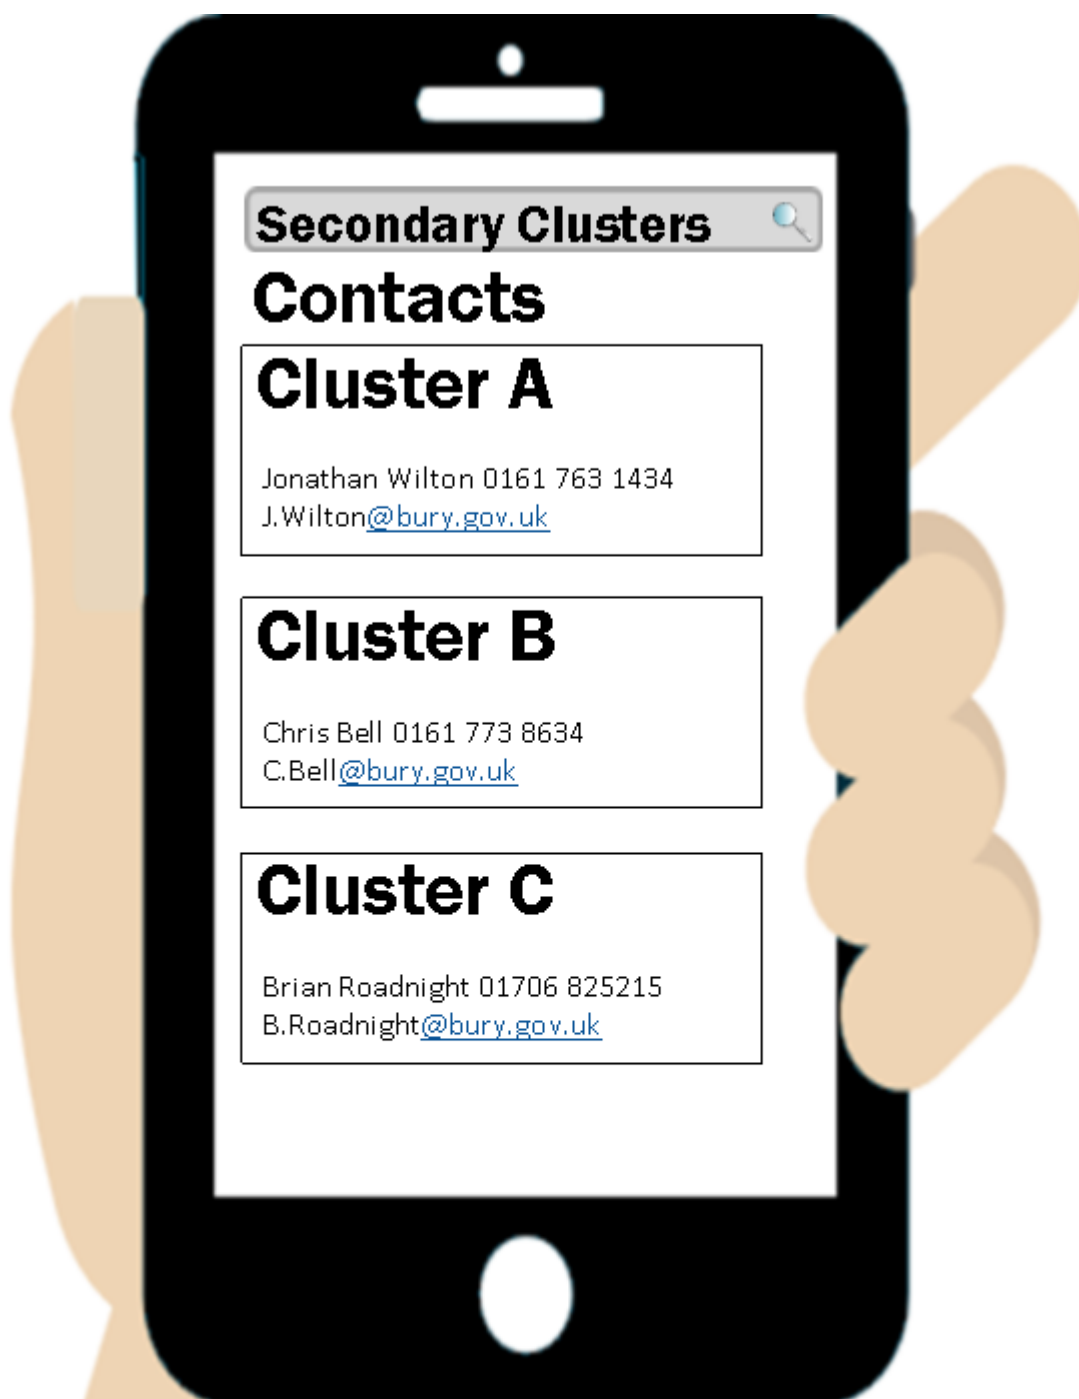 Secondary Clusters
Contacts
Cluster A
Jonathan Wilton 0161 763 1434
J.Wilton@bury.gov.uk
Cluster B
Chris Bell 0161 773 8634
C.Bell@bury.gov.uk
Cluster C
Brian Roadnight 01706 825215
B.Roadnight@bury.gov.uk